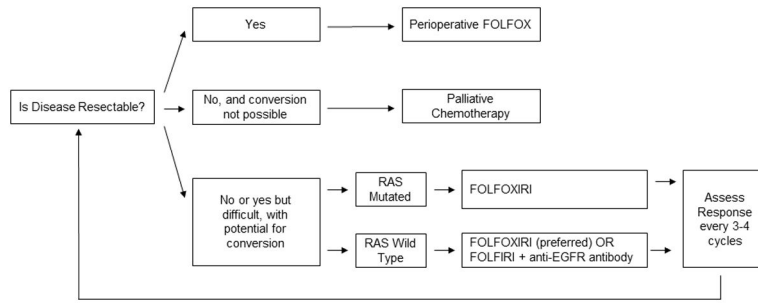 Yes
Perioperative FOLFOX
Is Disease Resectable?
No, and conversion
not possible
Palliative
Chemotherapy
No or yes but
difficult, with
potential for
conversion
RAS
Mutated
FOLFOXIRI
RAS Wild
Type
FOLFOXIRI (preferred) OR
FOLFIRI + anti-EGFR antibody
Assess
Response
every 3-4
cycles